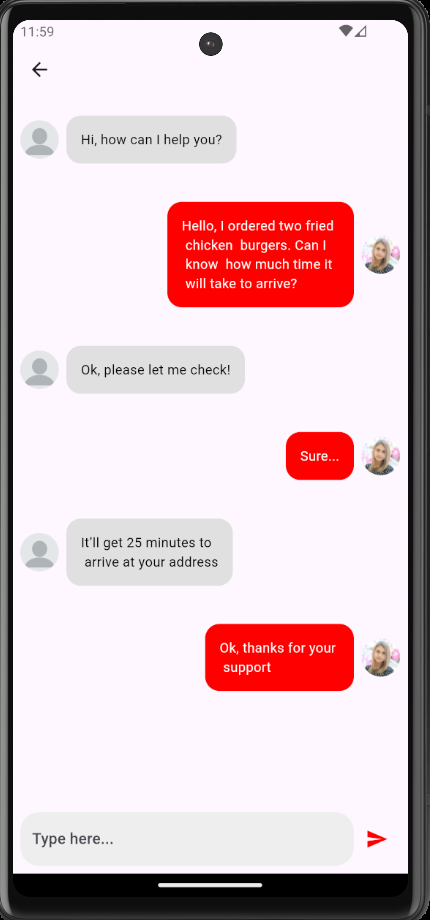 11:59
Hi, how can I help you?
Hello, I ordered two fried
chicken  burgers. Can I
know  how much time it
will take to arrive?
Ok, please let me check!
Sure...
It'll get 25 minutes to
arrive at your address
Ok, thanks for your
support
Type here...